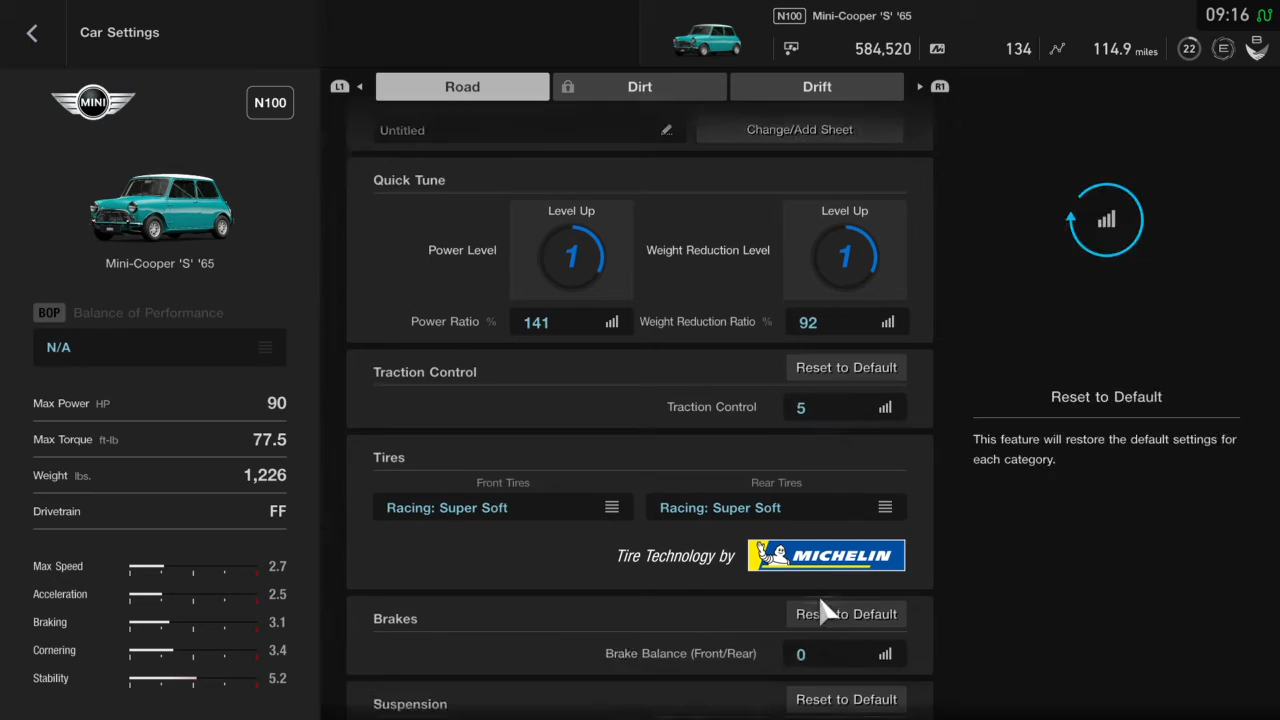 Car Settings
N100 Mini-Cooper 'S' '65
584,520 134 114.9 miles 22 E B
09:16
MINI
N100
Mini-Cooper 'S' '65
BOP Balance of Performance
N/A
Max Power HP 90
Max Torque ft-lb 77.5
Weight lbs. 1,226
Drivetrain FF
Max Speed 2.7
Acceleration 2.5
Braking 3.1
Cornering 3.4
Stability 5.2
L1 Road Dirt Drift R1
Untitled Change/Add Sheet
Quick Tune
Level Up Level Up
Power Level 1 Weight Reduction Level 1
Power Ratio % 141 Weight Reduction Ratio % 92
Traction Control Reset to Default
Traction Control 5
Tires
Front Tires Rear Tires
Racing: Super Soft Racing: Super Soft
Tire Technology by MICHELIN
Brakes Reset to Default
Brake Balance (Front/Rear) 0
Suspension Reset to Default
Reset to Default
This feature will restore the default settings for
each category.